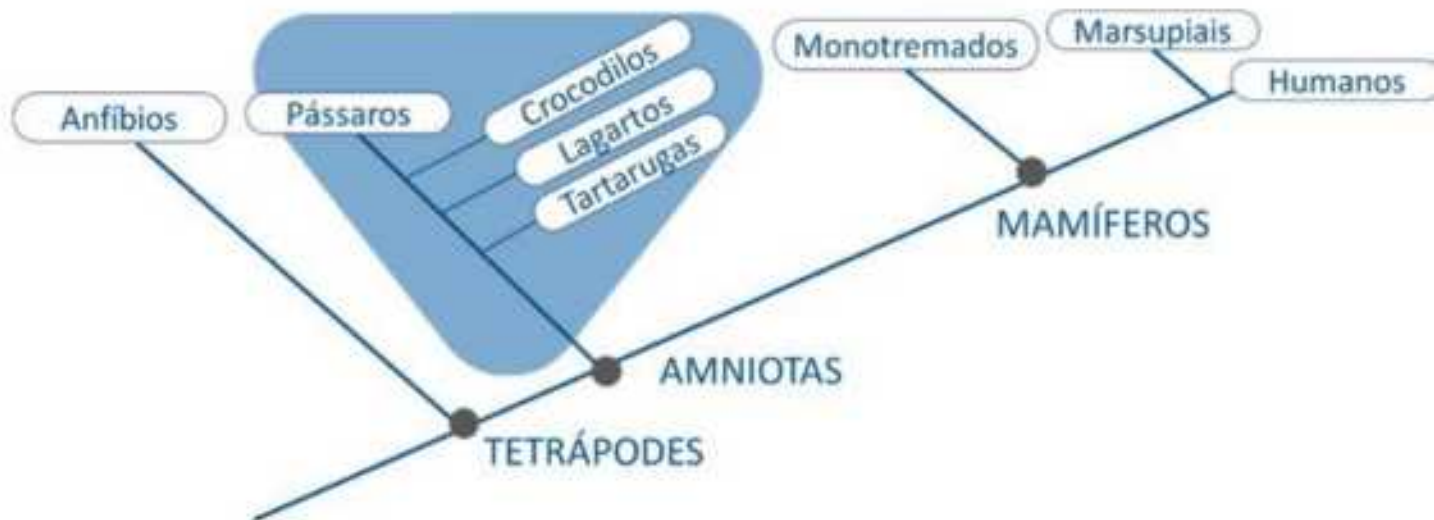 Anfíbios
Pássaros
Crocodilos
Lagartos
Tartarugas
Monotremados
Marsupiais
Humanos
MAMÍFEROS
AMNIOTAS
TETRÁPODES